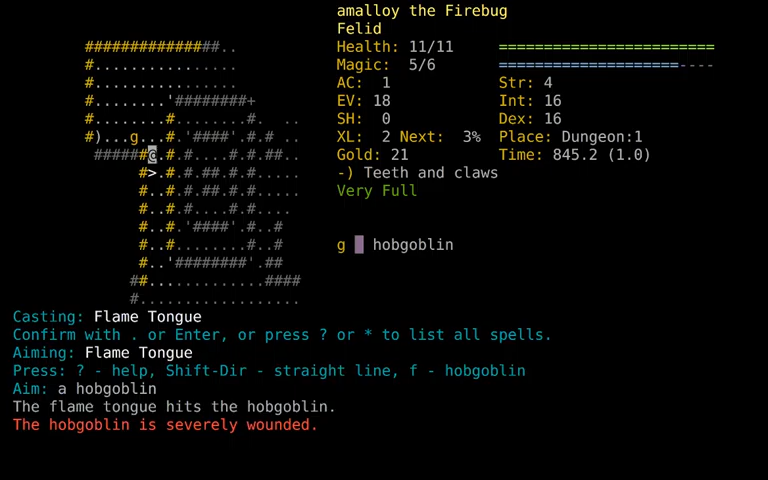 amalloy the Firebug
Felid
Health: 11/11 ========================
Magic: 5/6 ====================----
AC: 1 Str: 4
EV: 18 Int: 16
SH: 0 Dex: 16
XL: 2 Next: 3% Place: Dungeon:1
Gold: 21 Time: 845.2 (1.0)
-) Teeth and claws
Very Full
g hobgoblin
#############...
#................
#................
#........'########+
#........#........#. ..
#)...g...#.'####'.#.# ..
######@.#.#....#.#.##..
#>.#.#.##.##.#.....
#..#.#.##.##.#.....
#..#.#....#.#....
#..#.'####'.#..#
#..#........#..#
#..'########'.##
##.............####
#..................
Casting: Flame Tongue
Confirm with . or Enter, or press ? or * to list all spells.
Aiming: Flame Tongue
Press: ? - help, Shift-Dir - straight line, f - hobgoblin
Aim: a hobgoblin
The flame tongue hits the hobgoblin.
The hobgoblin is severely wounded.